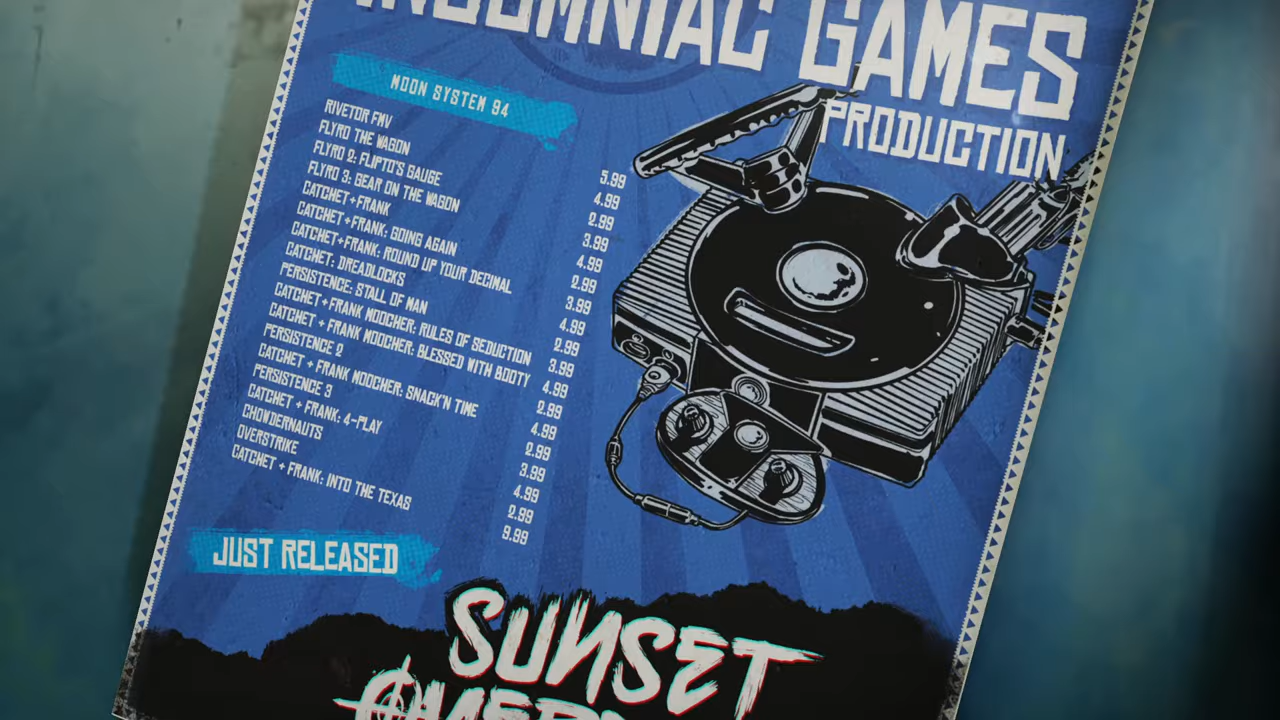 INSOMNIAC GAMES
PRODUCTION
MOON SYSTEM 94
RIVETOR FMV 5.99
FLYRO THE WAGON 4.99
FLYRO 2: FLIPTO'S GAUGE 2.99
FLYRO 3: GEAR ON THE WAGON 3.99
CATCHET+FRANK 4.99
CATCHET+FRANK: GOING AGAIN 2.99
CATCHET+FRANK: ROUND UP YOUR DECIMAL 3.99
CATCHET: DREADLOCKS 4.99
PERSISTENCE: STALL OF MAN 2.99
CATCHET+FRANK MOOCHER: RULES OF SEDUCTION 3.99
CATCHET + FRANK MOOCHER: BLESSED WITH BOOTY 4.99
PERSISTENCE 2 2.99
CATCHET + FRANK MOOCHER: SNACK'N TIME 4.99
PERSISTENCE 3 2.99
CATCHET + FRANK: 4-PLAY 3.99
CHOWDERNAUTS 4.99
OVERSTRIKE 2.99
CATCHET + FRANK: INTO THE TEXAS 9.99
JUST RELEASED
SUNSET